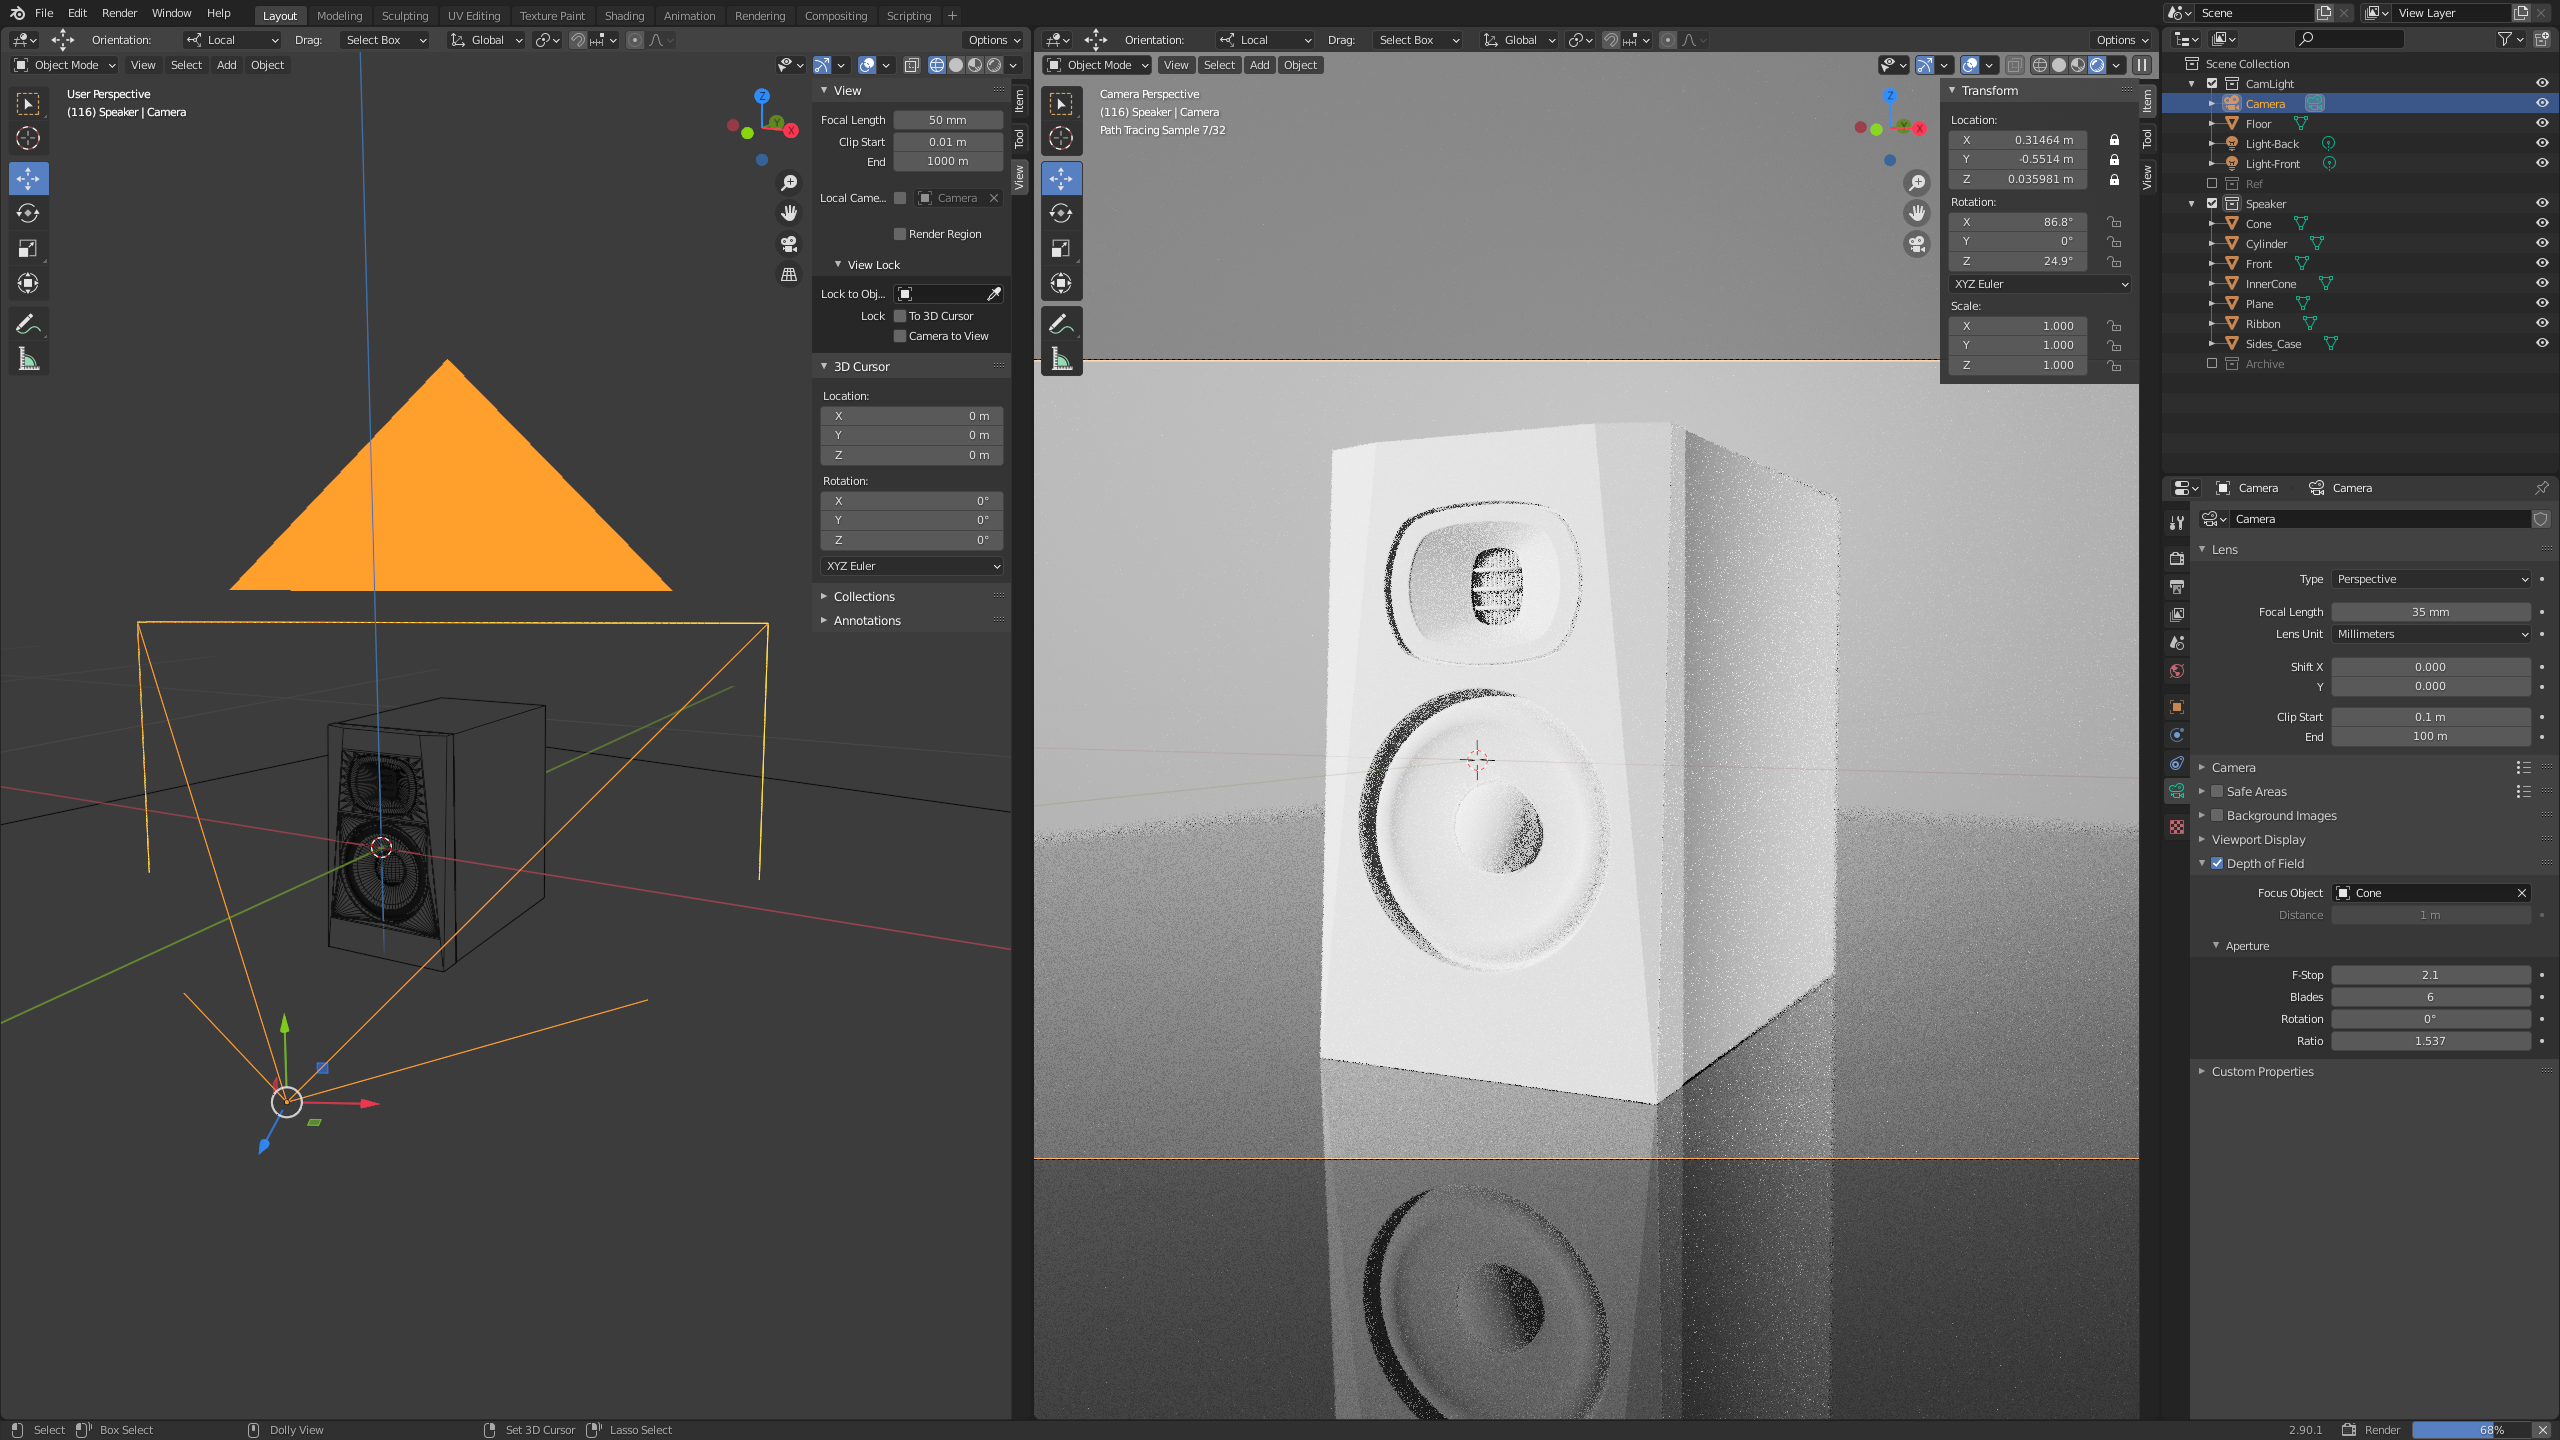 File Edit Render Window Help Layout Modeling Sculpting UV Editing Texture Paint Shading Animation Rendering Compositing Scripting + Scene View Layer
Orientation: Local Drag: Select Box Global Options
Object Mode View Select Add Object
User Perspective
(116) Speaker | Camera
Z
Y
X
View
Focal Length 50 mm
Clip Start 0.01 m
End 1000 m
Local Came... Camera
Render Region
View Lock
Lock to Obj...
Lock To 3D Cursor
Camera to View
3D Cursor
Location:
X 0 m
Y 0 m
Z 0 m
Rotation:
X 0°
Y 0°
Z 0°
XYZ Euler
Collections
Annotations
Item
Tool
View
Orientation: Local Drag: Select Box Global Options
Object Mode View Select Add Object
Camera Perspective
(116) Speaker | Camera
Path Tracing Sample 7/32
Z
Y
X
Transform
Location:
X 0.31464 m
Y -0.5514 m
Z 0.035981 m
Rotation:
X 86.8°
Y 0°
Z 24.9°
XYZ Euler
Scale:
X 1.000
Y 1.000
Z 1.000
Item
Tool
View
Scene Collection
CamLight
Camera
Floor
Light-Back
Light-Front
Ref
Speaker
Cone
Cylinder
Front
InnerCone
Plane
Ribbon
Sides_Case
Archive
Camera Camera
Camera
Lens
Type Perspective
Focal Length 35 mm
Lens Unit Millimeters
Shift X 0.000
Y 0.000
Clip Start 0.1 m
End 100 m
Camera
Safe Areas
Background Images
Viewport Display
Depth of Field
Focus Object Cone
Distance 1 m
Aperture
F-Stop 2.1
Blades 6
Rotation 0°
Ratio 1.537
Custom Properties
Select Box Select Dolly View Set 3D Cursor Lasso Select 2.90.1 Render 68%